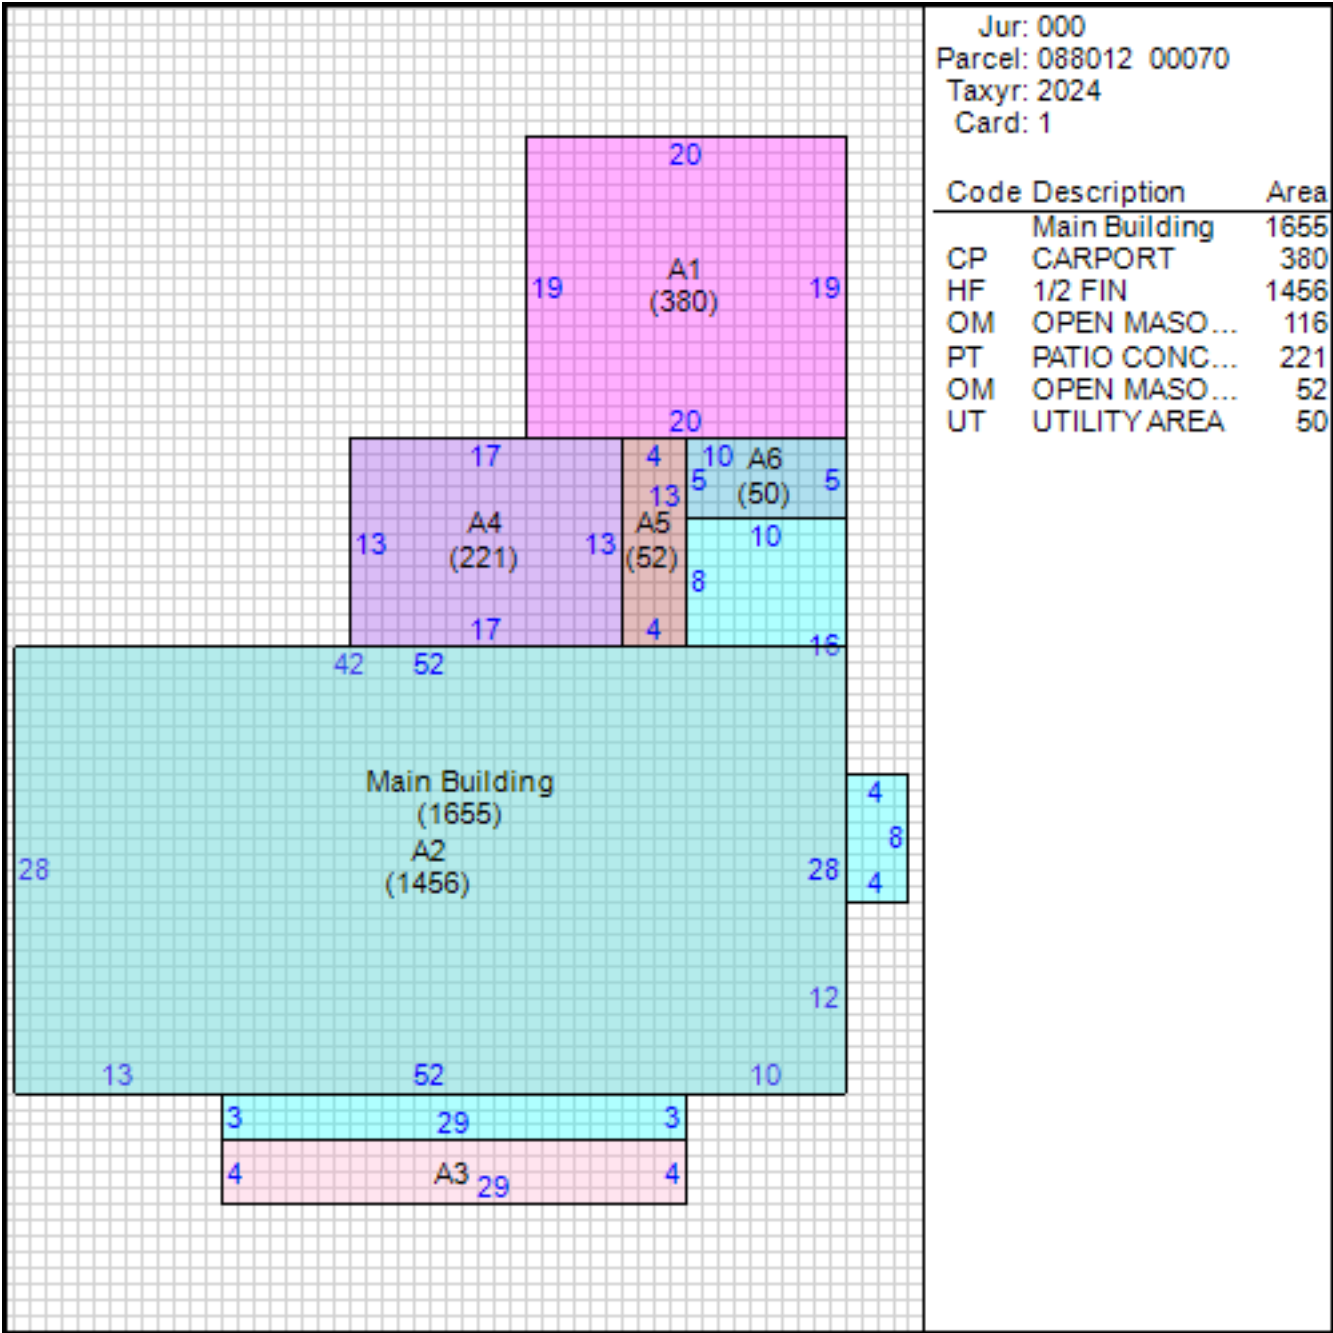 Jur: 000
Parcel: 088012 00070
Taxyr: 2024
Card: 1
Code Description Area
Main Building 1655
CP CARPORT 380
HF 1/2 FIN 1456
OM OPEN MASO... 116
PT PATIO CONC... 221
OM OPEN MASO... 52
UT UTILITY AREA 50
20
19 A1 19
(380)
20
17 4 10 A6
5 (50) 5
13
13 A4 13 A5 10
(221) (52)
8
17 4 16
42 52
Main Building
(1655)
A2
(1456)
28 28
4
8
4
12
13 52 10
3 29 3
4 A3 29 4